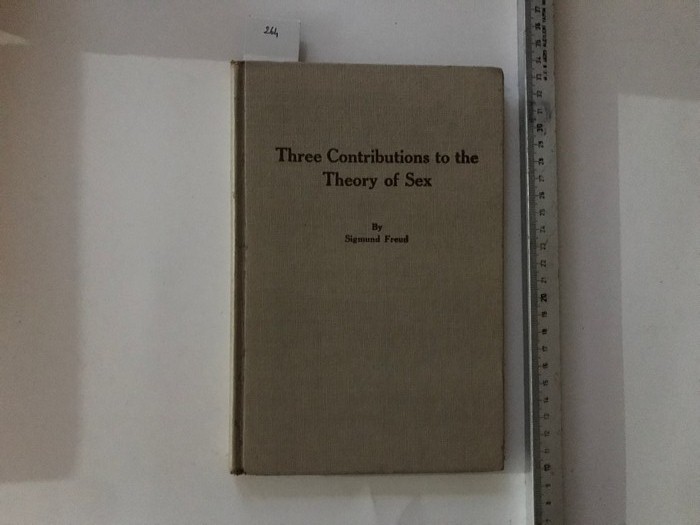 244
Three Contributions to the
Theory of Sex
By
Sigmund Freud